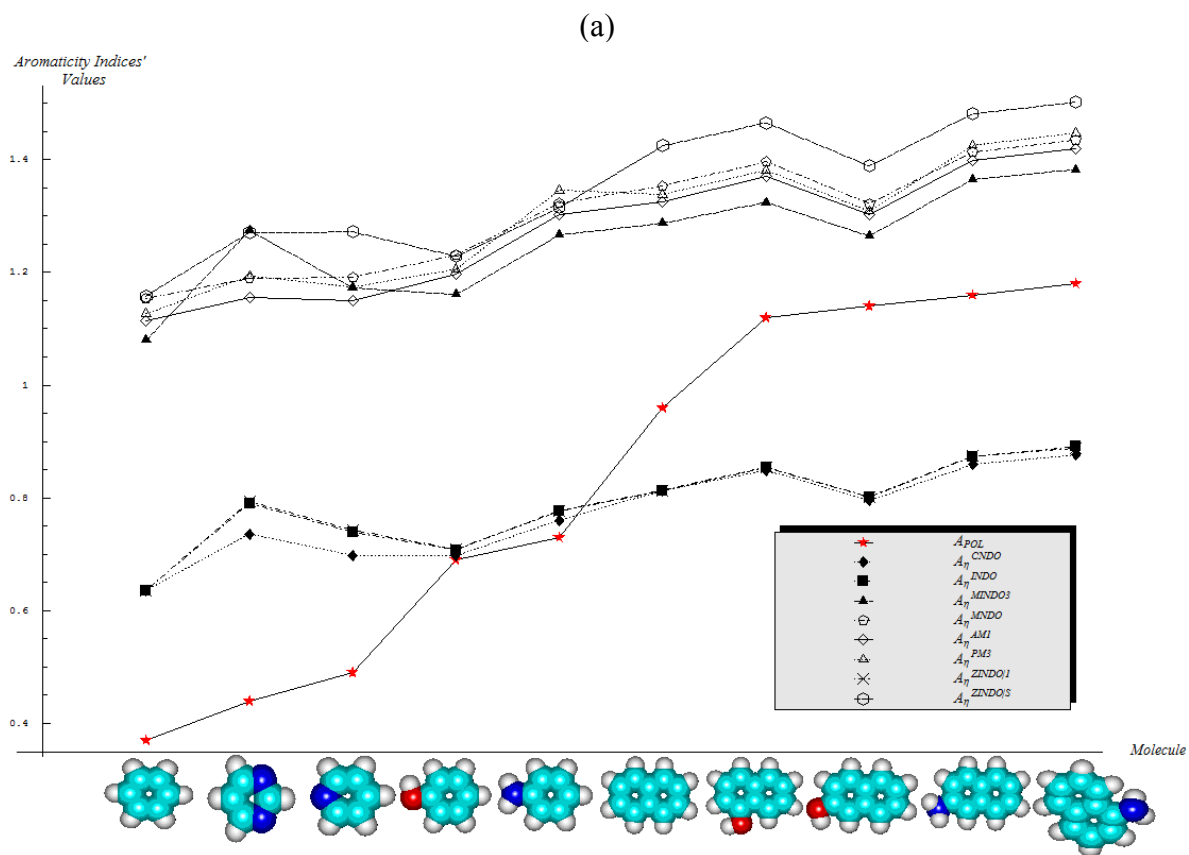 (a)
Aromaticity Indices'
Values
1.4
1.2
1
0.8
0.6
0.4
Molecule
A_POL
A_η^CNDO
A_η^INDO
A_η^MINDO3
A_η^MNDO
A_η^AM1
A_η^PM3
A_η^ZINDO/1
A_η^ZINDO/S